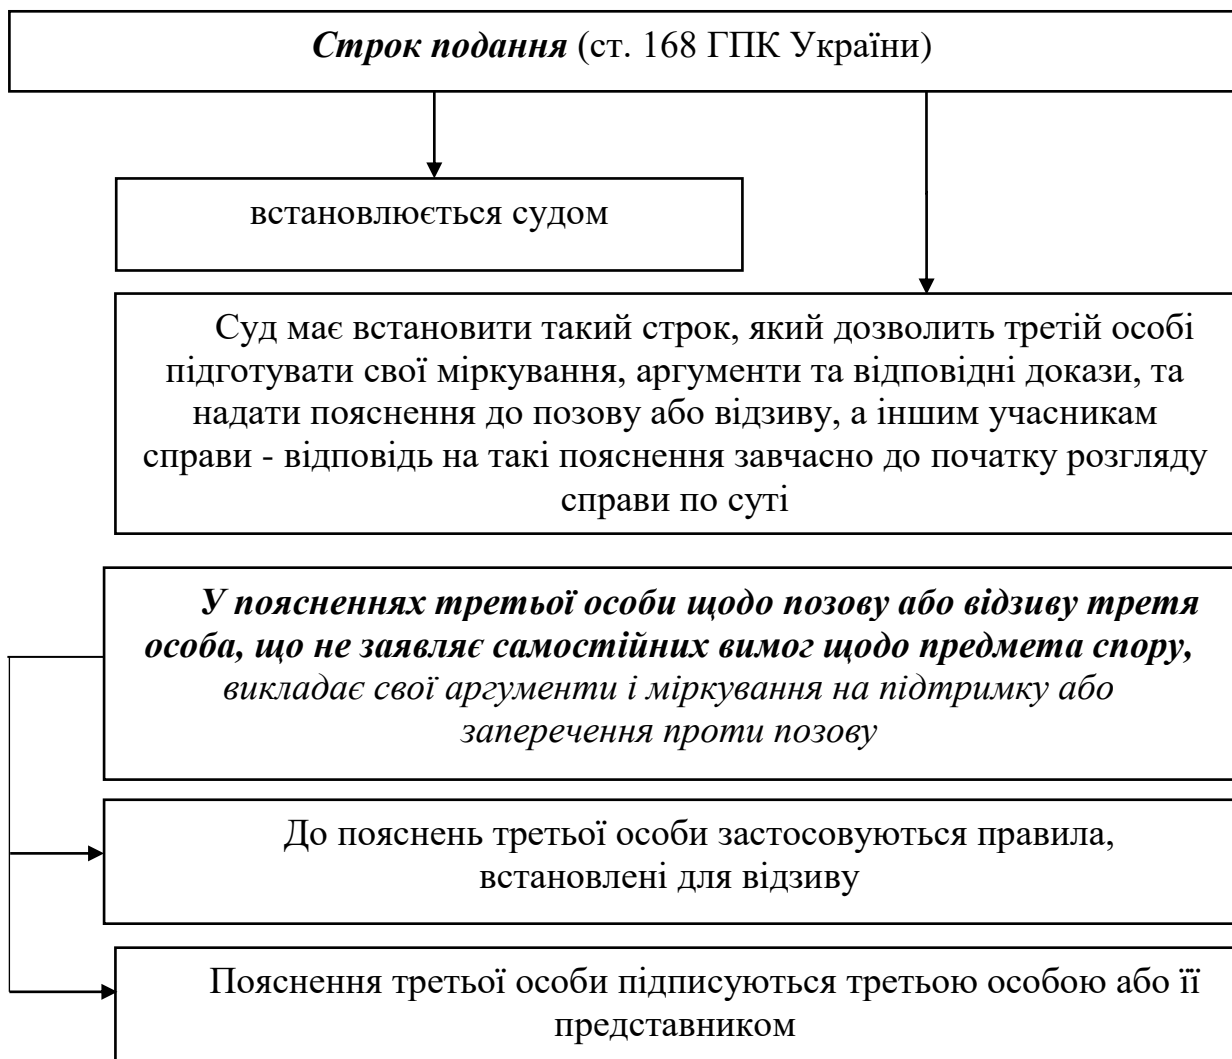 Строк подання (ст. 168 ГПК України)
встановлюється судом
Суд має встановити такий строк, який дозволить третій особі
підготувати свої міркування, аргументи та відповідні докази, та
надати пояснення до позову або відзиву, а іншим учасникам
справи - відповідь на такі пояснення завчасно до початку розгляду
справи по суті
У поясненнях третьої особи щодо позову або відзиву третя
особа, що не заявляє самостійних вимог щодо предмета спору,
викладає свої аргументи і міркування на підтримку або
заперечення проти позову
До пояснень третьої особи застосовуються правила,
встановлені для відзиву
Пояснення третьої особи підписуються третьою особою або її
представником